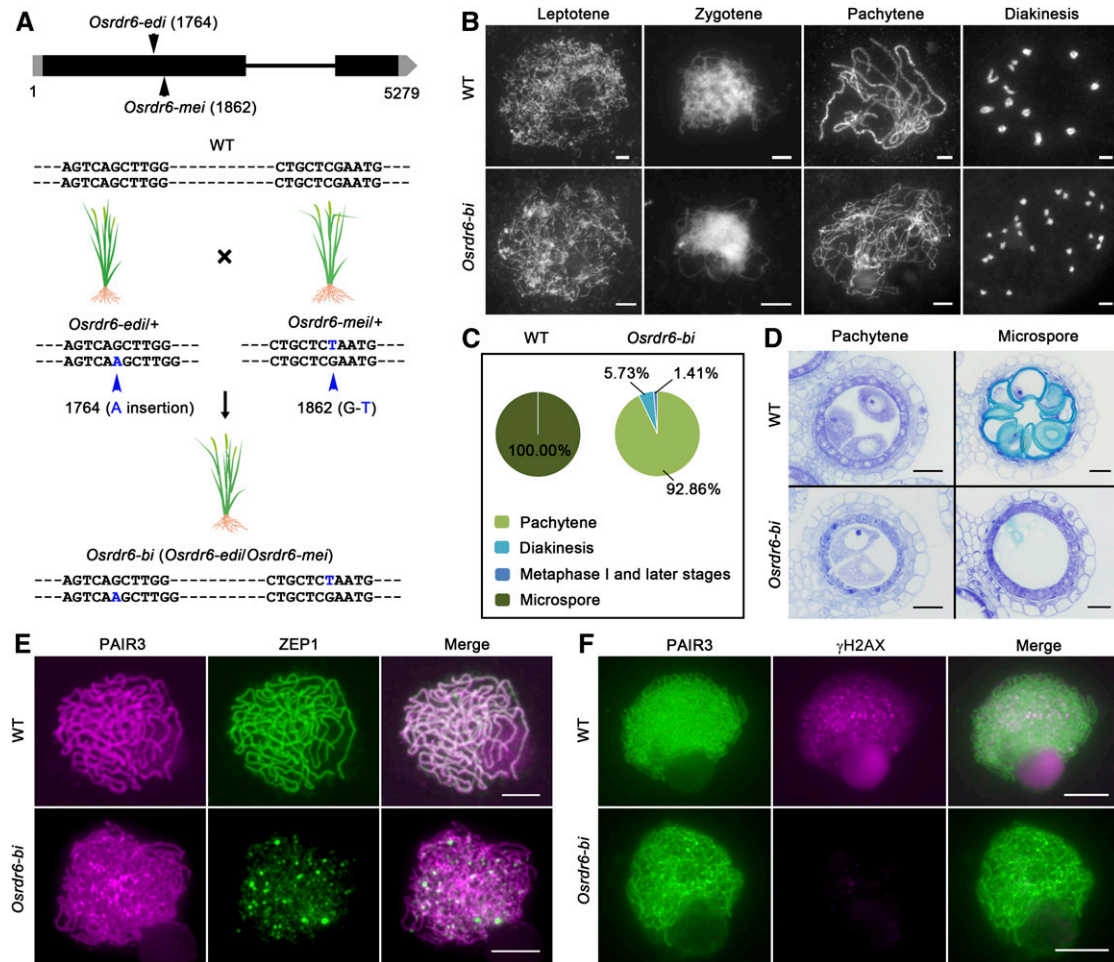 A
Osrdr6-edi (1764)
1
5279
Osrdr6-mei (1862)
WT
----AGTCAGCTTGG------------CTGCTCGAATG---
----AGTCAGCTTGG------------CTGCTCGAATG---
×
Osrdr6-edi/+
AGTCAGCTTGG
AGTCAAGCTTGG
1764 (A insertion)
Osrdr6-mei/+
CTGCTCTAATG
CTGCTCGAATG
1862 (G-T)
Osrdr6-bi (Osrdr6-edi/Osrdr6-mei)
----AGTCAGCTTGG------------CTGCTCTAATG---
----AGTCAAGCTTGG-----------CTGCTCGAATG---
B
Leptotene Zygotene Pachytene Diakinesis
WT
Osrdr6-bi
C
WT Osrdr6-bi
100.00%
5.73% 1.41%
92.86%
Pachytene
Diakinesis
Metaphase I and later stages
Microspore
D
Pachytene Microspore
WT
Osrdr6-bi
E
PAIR3 ZEP1 Merge
WT
Osrdr6-bi
F
PAIR3 γH2AX Merge
WT
Osrdr6-bi